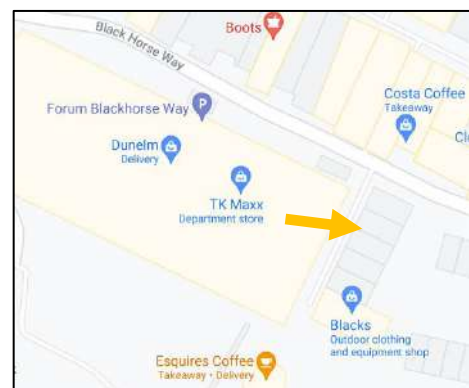 Boots
Black Horse Way
Costa Coffee
Takeaway
Forum Blackhorse Way
P
Dunelm
Delivery
TK Maxx
Department store
Blacks
Outdoor clothing
and equipment shop
Esquires Coffee
Takeaway • Delivery